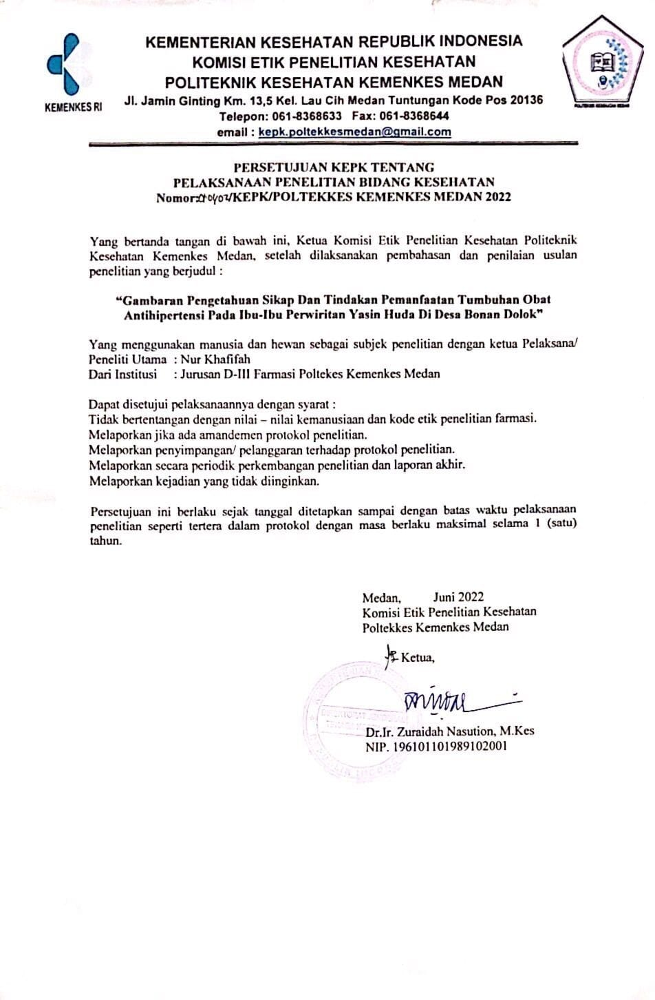 KEMENTERIAN KESEHATAN REPUBLIK INDONESIA
KOMISI ETIK PENELITIAN KESEHATAN
POLITEKNIK KESEHATAN KEMENKES MEDAN
Jl. Jamin Ginting Km. 13,5 Kel. Lau Cih Medan Tuntungan Kode Pos 20136
Telepon: 061-8368633 Fax: 061-8368644
email : kepk.poltekkesmedan@gmail.com
KEMENKES RI
POLITEKNIK KESEHATAN MEDAN
PERSETUJUAN KEPK TENTANG
PELAKSANAAN PENELITIAN BIDANG KESEHATAN
Nomor: /KEPK/POLTEKKES KEMENKES MEDAN 2022
Yang bertanda tangan di bawah ini, Ketua Komisi Etik Penelitian Kesehatan Politeknik
Kesehatan Kemenkes Medan, setelah dilaksanakan pembahasan dan penilaian usulan
penelitian yang berjudul :
“Gambaran Pengetahuan Sikap Dan Tindakan Pemanfaatan Tumbuhan Obat
Antihipertensi Pada Ibu-Ibu Perwiritan Yasin Huda Di Desa Bonan Dolok”
Yang menggunakan manusia dan hewan sebagai subjek penelitian dengan ketua Pelaksana/
Peneliti Utama : Nur Khafifah
Dari Institusi : Jurusan D-III Farmasi Poltekes Kemenkes Medan
Dapat disetujui pelaksanaannya dengan syarat :
Tidak bertentangan dengan nilai – nilai kemanusiaan dan kode etik penelitian farmasi.
Melaporkan jika ada amandemen protokol penelitian.
Melaporkan penyimpangan/ pelanggaran terhadap protokol penelitian.
Melaporkan secara periodik perkembangan penelitian dan laporan akhir.
Melaporkan kejadian yang tidak diinginkan.
Persetujuan ini berlaku sejak tanggal ditetapkan sampai dengan batas waktu pelaksanaan
penelitian seperti tertera dalam protokol dengan masa berlaku maksimal selama 1 (satu)
tahun.
Medan, Juni 2022
Komisi Etik Penelitian Kesehatan
Poltekkes Kemenkes Medan
Ketua,
Dr.Ir. Zuraidah Nasution, M.Kes
NIP. 196101101989102001